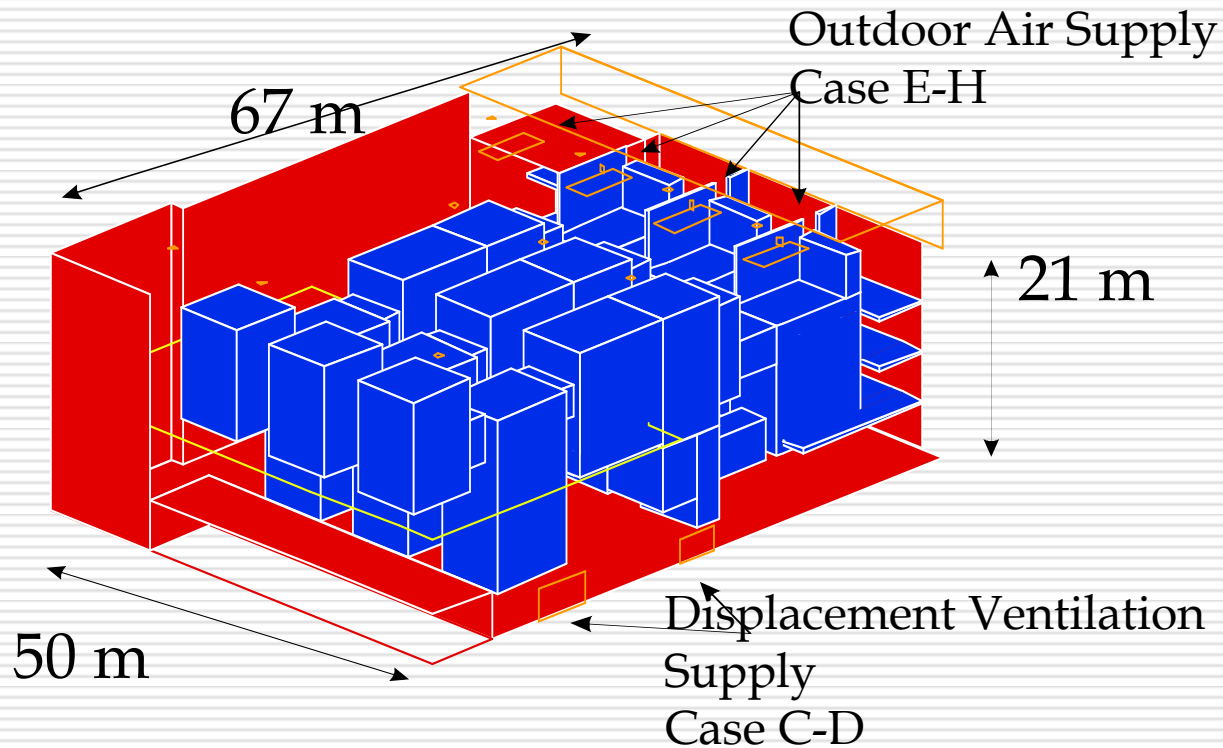 Outdoor Air Supply
Case E-H
67 m
21 m
50 m
Displacement Ventilation
Supply
Case C-D